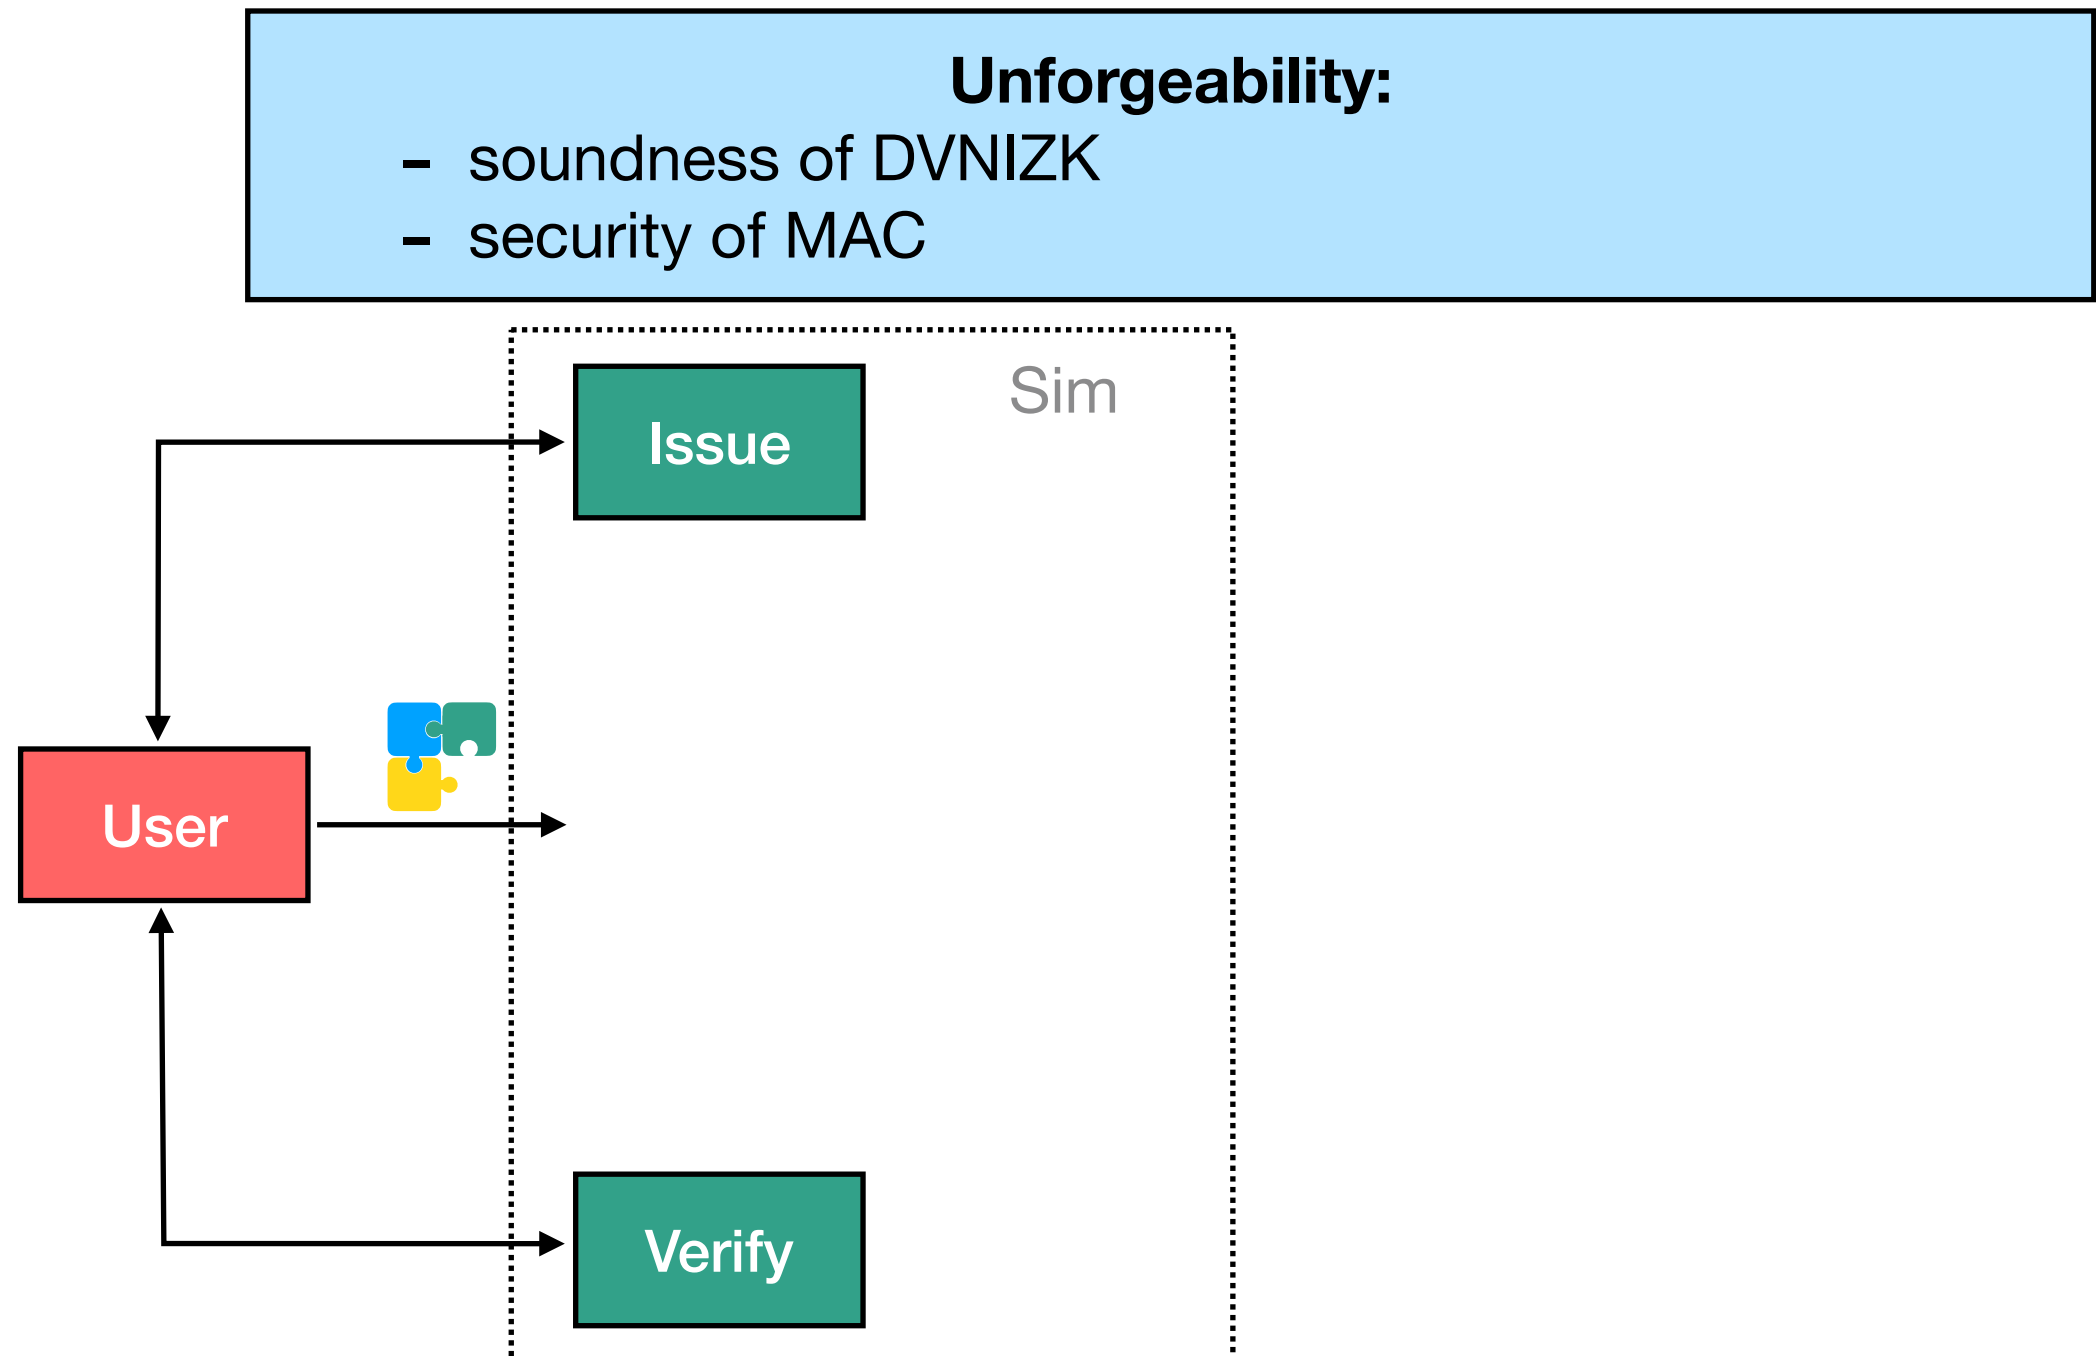 Unforgeability:
- soundness of DVNIZK
- security of MAC
Sim
Issue
User
Verify